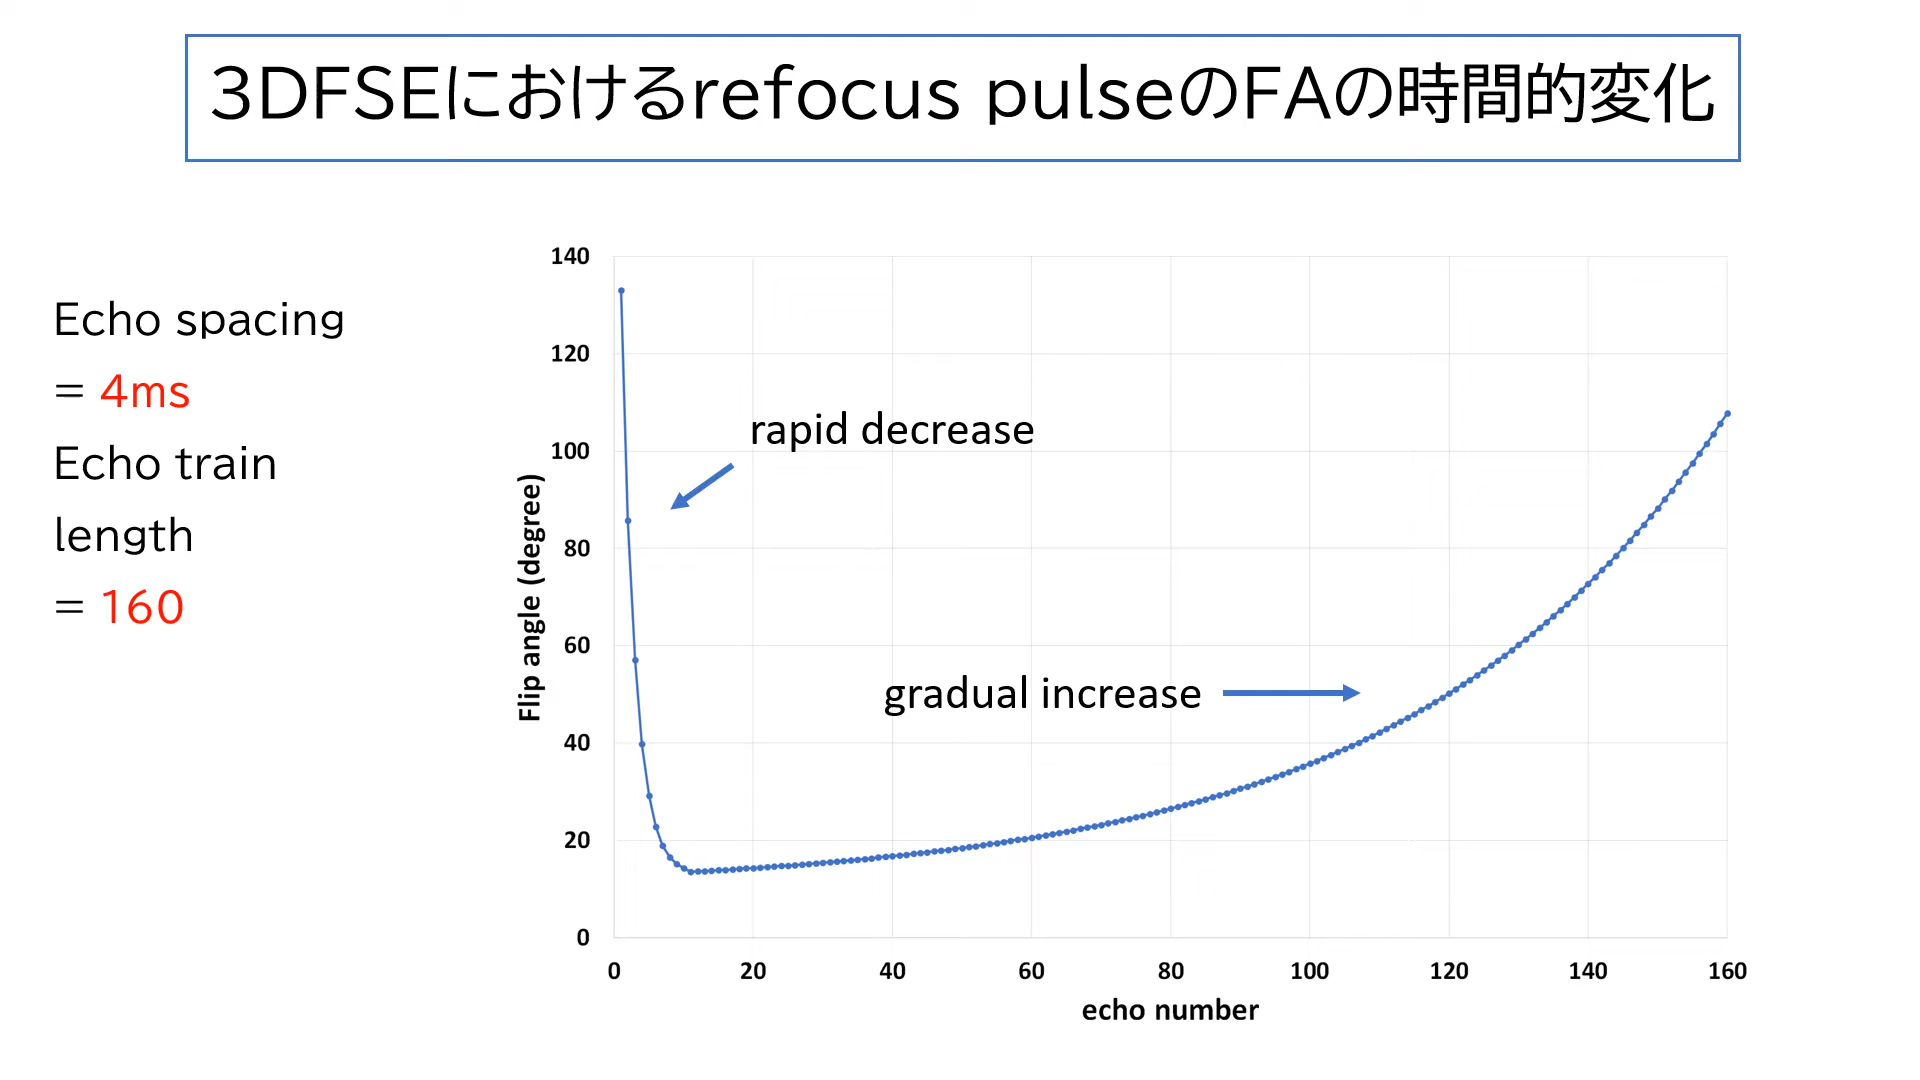 3DFSEにおけるrefocus pulseのFAの時間的変化
Echo spacing
= 4ms
Echo train
length
= 160
140
120
100
80
60
40
20
0
Flip angle (degree)
rapid decrease
gradual increase
0 20 40 60 80 100 120 140 160
echo number